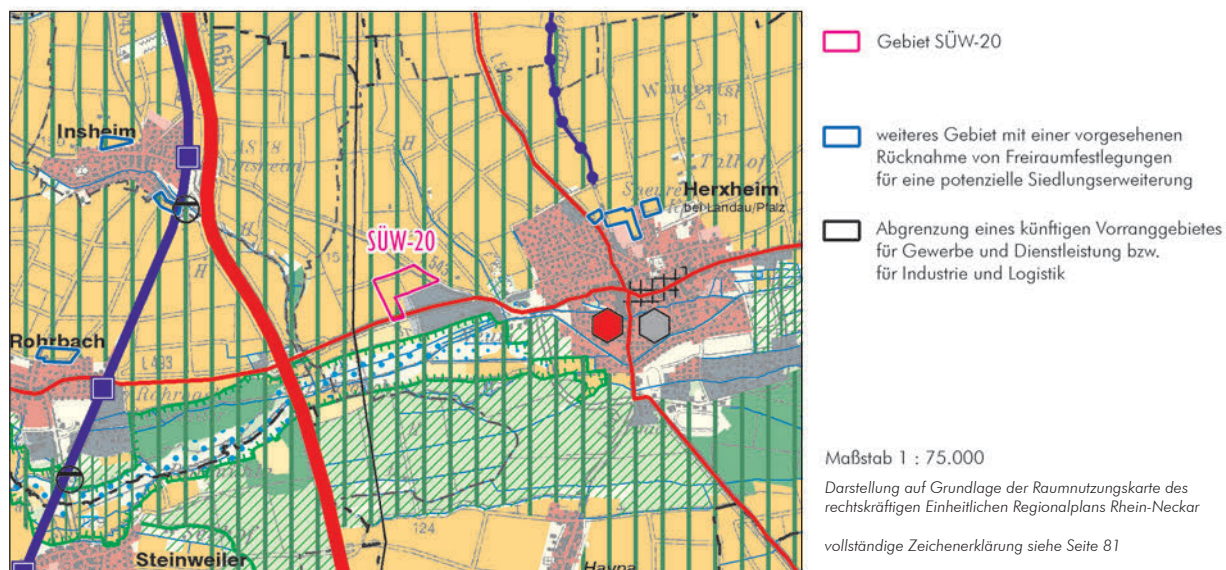 A 65
Insheim
Wingertsb
161
Herxheim
bei Landau/Pfalz
SÜW-20
Rohrbach
L 493
124
Steinweiler
Hayna
Gebiet SÜW-20
weiteres Gebiet mit einer vorgesehenen
Rücknahme von Freiraumfestlegungen
für eine potenzielle Siedlungserweiterung
Abgrenzung eines künftigen Vorranggebietes
für Gewerbe und Dienstleistung bzw.
für Industrie und Logistik
Maßstab 1 : 75.000
Darstellung auf Grundlage der Raumnutzungskarte des
rechtskräftigen Einheitlichen Regionalplans Rhein-Neckar
vollständige Zeichenerklärung siehe Seite 81